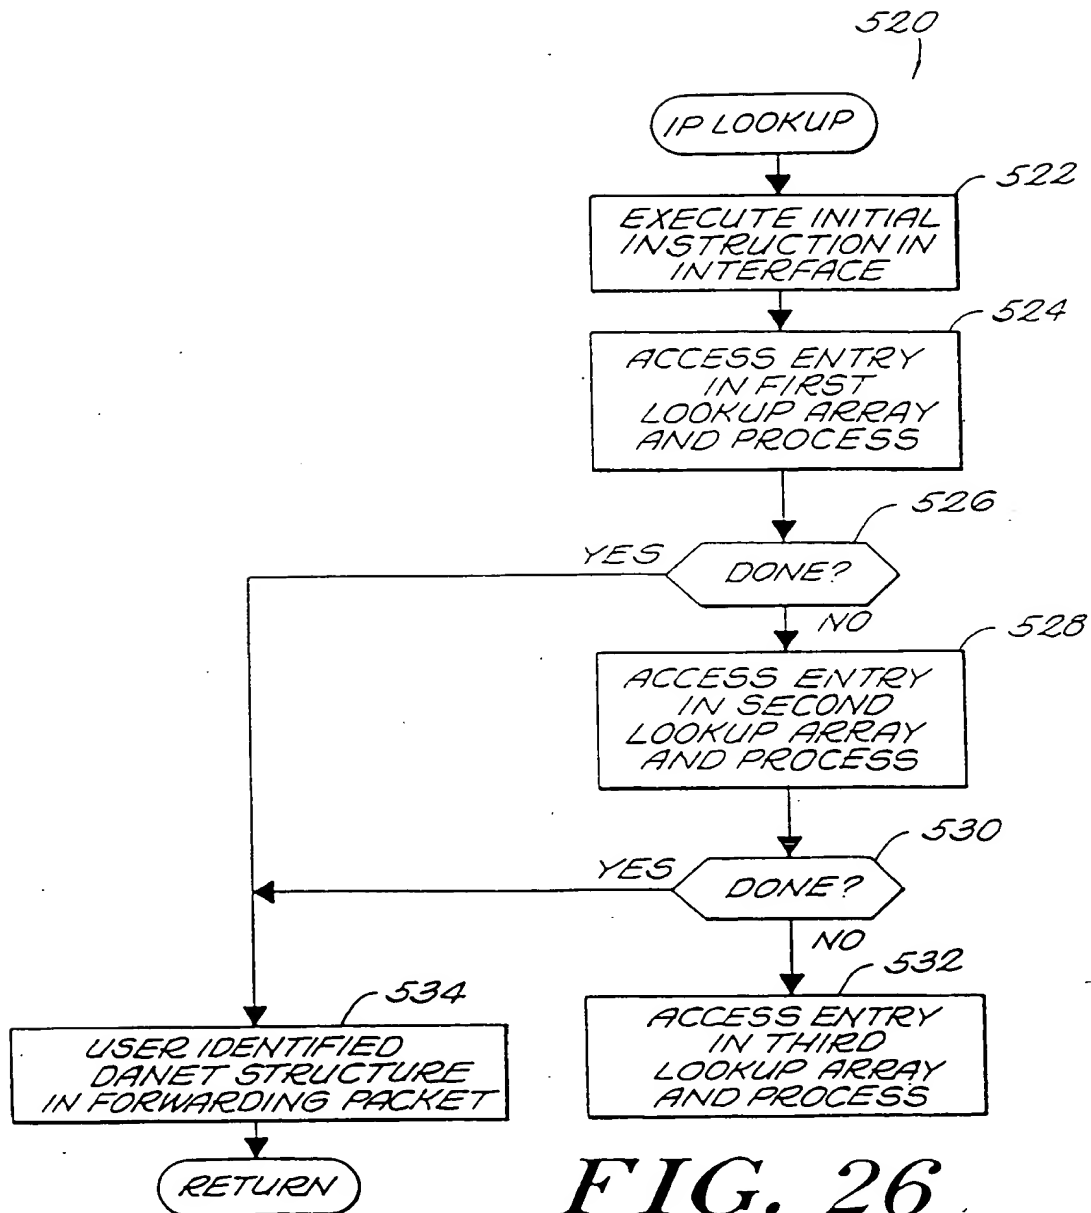 520
IP LOOKUP
522
EXECUTE INITIAL
INSTRUCTION IN
INTERFACE
524
ACCESS ENTRY
IN FIRST
LOOKUP ARRAY
AND PROCESS
526
YES
DONE?
NO
528
ACCESS ENTRY
IN SECOND
LOOKUP ARRAY
AND PROCESS
530
YES
DONE?
NO
532
ACCESS ENTRY
IN THIRD
LOOKUP ARRAY
AND PROCESS
534
USER IDENTIFIED
DANET STRUCTURE
IN FORWARDING PACKET
RETURN
FIG. 26